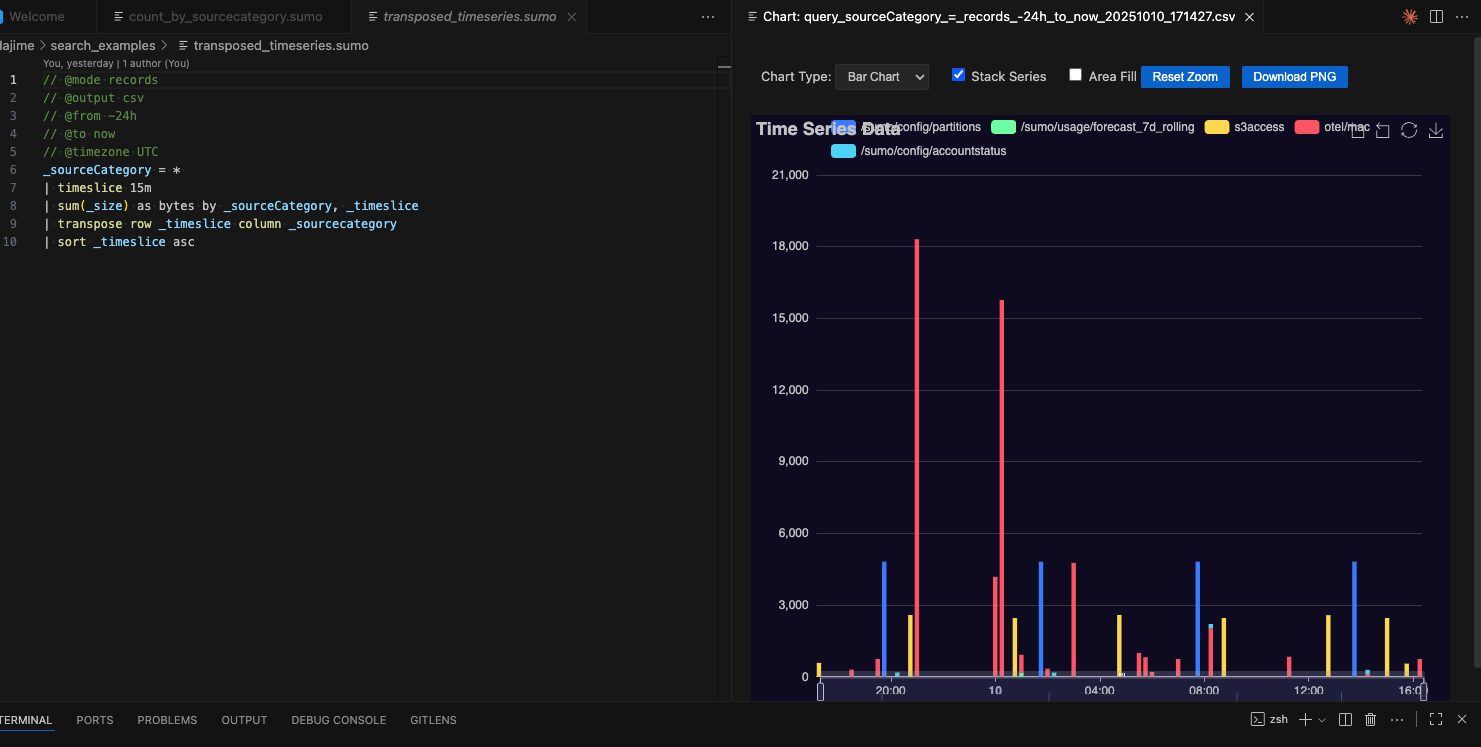 Welcome
count_by_sourcecategory.sumo
transposed_timeseries.sumo
Chart: query_sourceCategory_=_records_-24h_to_now_20251010_171427.csv
lajime > search_examples > transposed_timeseries.sumo
You, yesterday | 1 author (You)
1 // @mode records
2 // @output csv
3 // @from -24h
4 // @to now
5 // @timezone UTC
6 _sourceCategory = *
7 | timeslice 15m
8 | sum(_size) as bytes by _sourceCategory, _timeslice
9 | transpose row _timeslice column _sourcecategory
10 | sort _timeslice asc
Chart Type: Bar Chart Stack Series Area Fill Reset Zoom Download PNG
Time Series Data
/sumo/config/partitions /sumo/usage/forecast_7d_rolling s3access otel/mac
/sumo/config/accountstatus
21,000
18,000
15,000
12,000
9,000
6,000
3,000
0
20:00 10 04:00 08:00 12:00 16:00
TERMINAL PORTS PROBLEMS OUTPUT DEBUG CONSOLE GITLENS
zsh